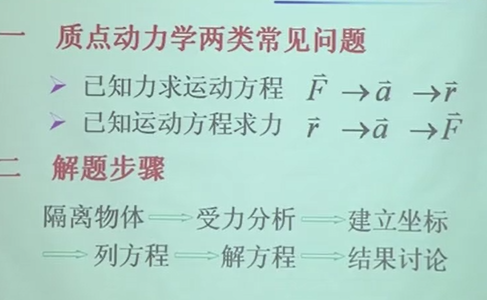 一 质点动力学两类常见问题
➢ 已知力求运动方程 F⃗ →a⃗ →r⃗
➢ 已知运动方程求力 r⃗ →a⃗ →F⃗
二 解题步骤
隔离物体 ⟹ 受力分析 ⟹ 建立坐标
⟹ 列方程 ⟹ 解方程 ⟹ 结果讨论